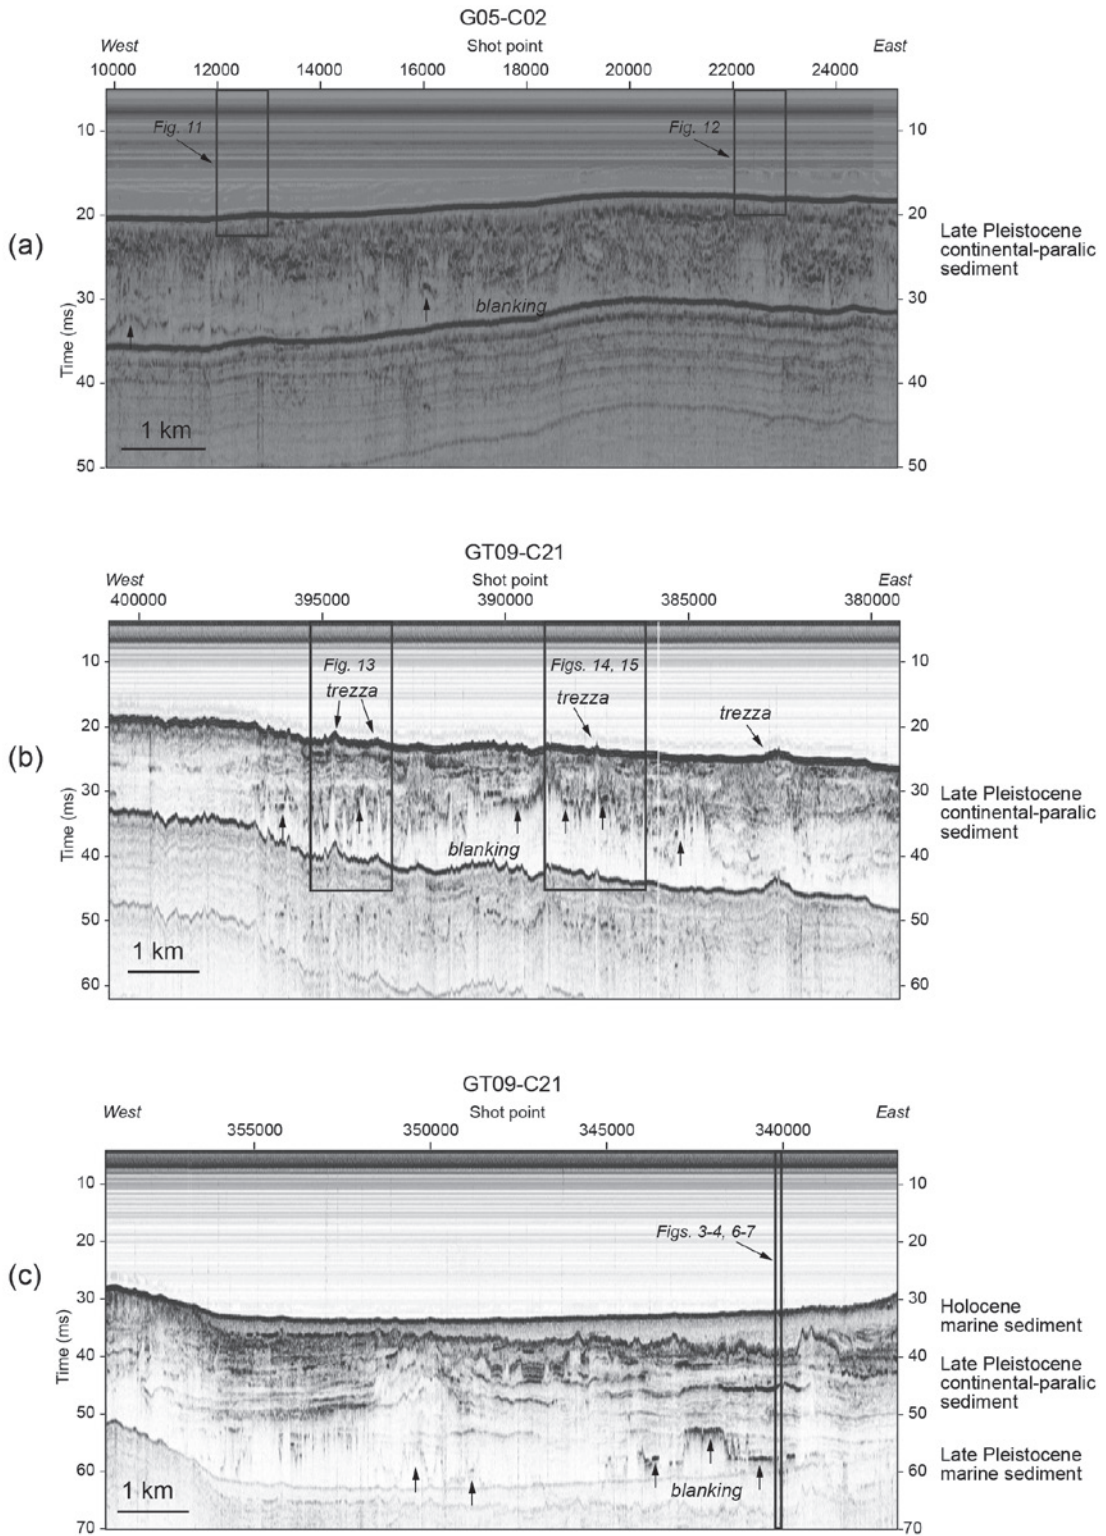 G05-C02
West Shot point East
10000 12000 14000 16000 18000 20000 22000 24000
Fig. 11 Fig. 12
10 10
20 20
30 30
40 40
50 50
Time (ms)
(a)
blanking
1 km
Late Pleistocene
continental-paralic
sediment
GT09-C21
West Shot point East
400000 395000 390000 385000 380000
Fig. 13 Figs. 14, 15
trezza trezza trezza
10 10
20 20
30 30
40 40
50 50
60 60
Time (ms)
(b)
blanking
1 km
Late Pleistocene
continental-paralic
sediment
GT09-C21
West Shot point East
355000 350000 345000 340000
Figs. 3-4, 6-7
10 10
20 20
30 30
40 40
50 50
60 60
70 70
Time (ms)
(c)
blanking
1 km
Holocene
marine sediment
Late Pleistocene
continental-paralic
sediment
Late Pleistocene
marine sediment